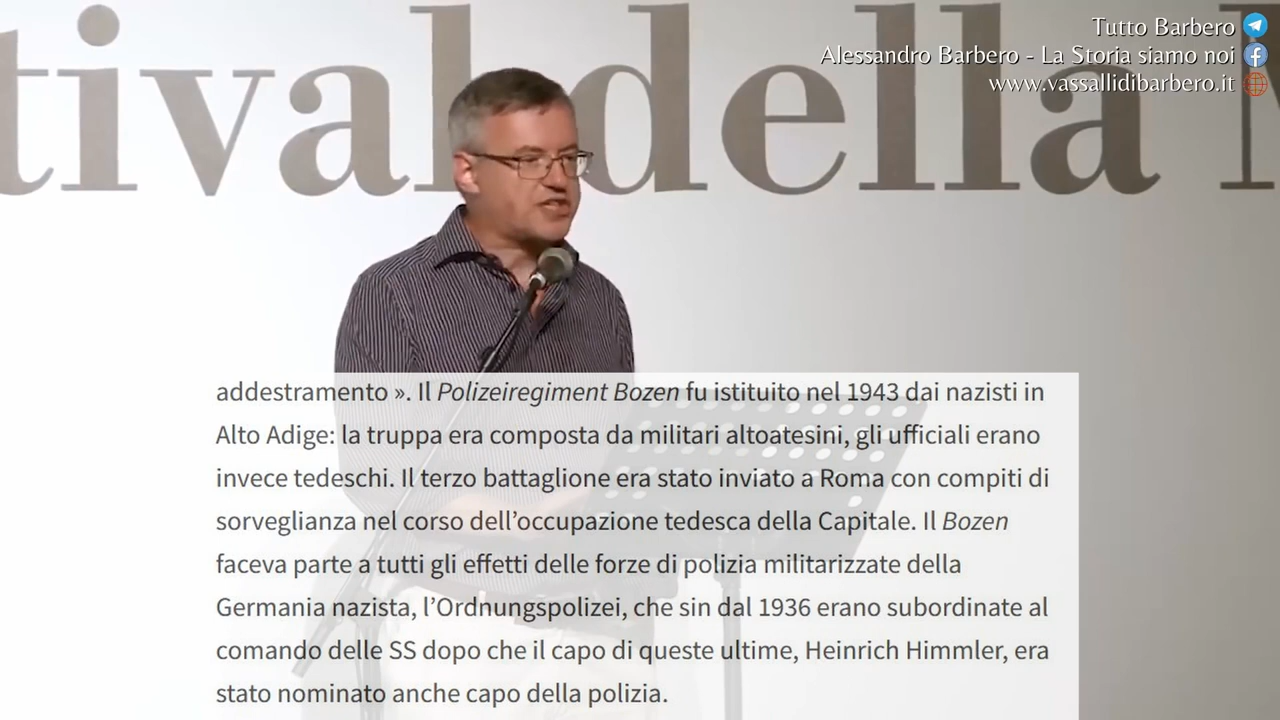 tival della M
Tutto Barbero
Alessandro Barbero - La Storia siamo noi
www.vassallidibarbero.it
addestramento ». Il Polizeiregiment Bozen fu istituito nel 1943 dai nazisti in
Alto Adige: la truppa era composta da militari altoatesini, gli ufficiali erano
invece tedeschi. Il terzo battaglione era stato inviato a Roma con compiti di
sorveglianza nel corso dell’occupazione tedesca della Capitale. Il Bozen
faceva parte a tutti gli effetti delle forze di polizia militarizzate della
Germania nazista, l’Ordnungspolizei, che sin dal 1936 erano subordinate al
comando delle SS dopo che il capo di queste ultime, Heinrich Himmler, era
stato nominato anche capo della polizia.